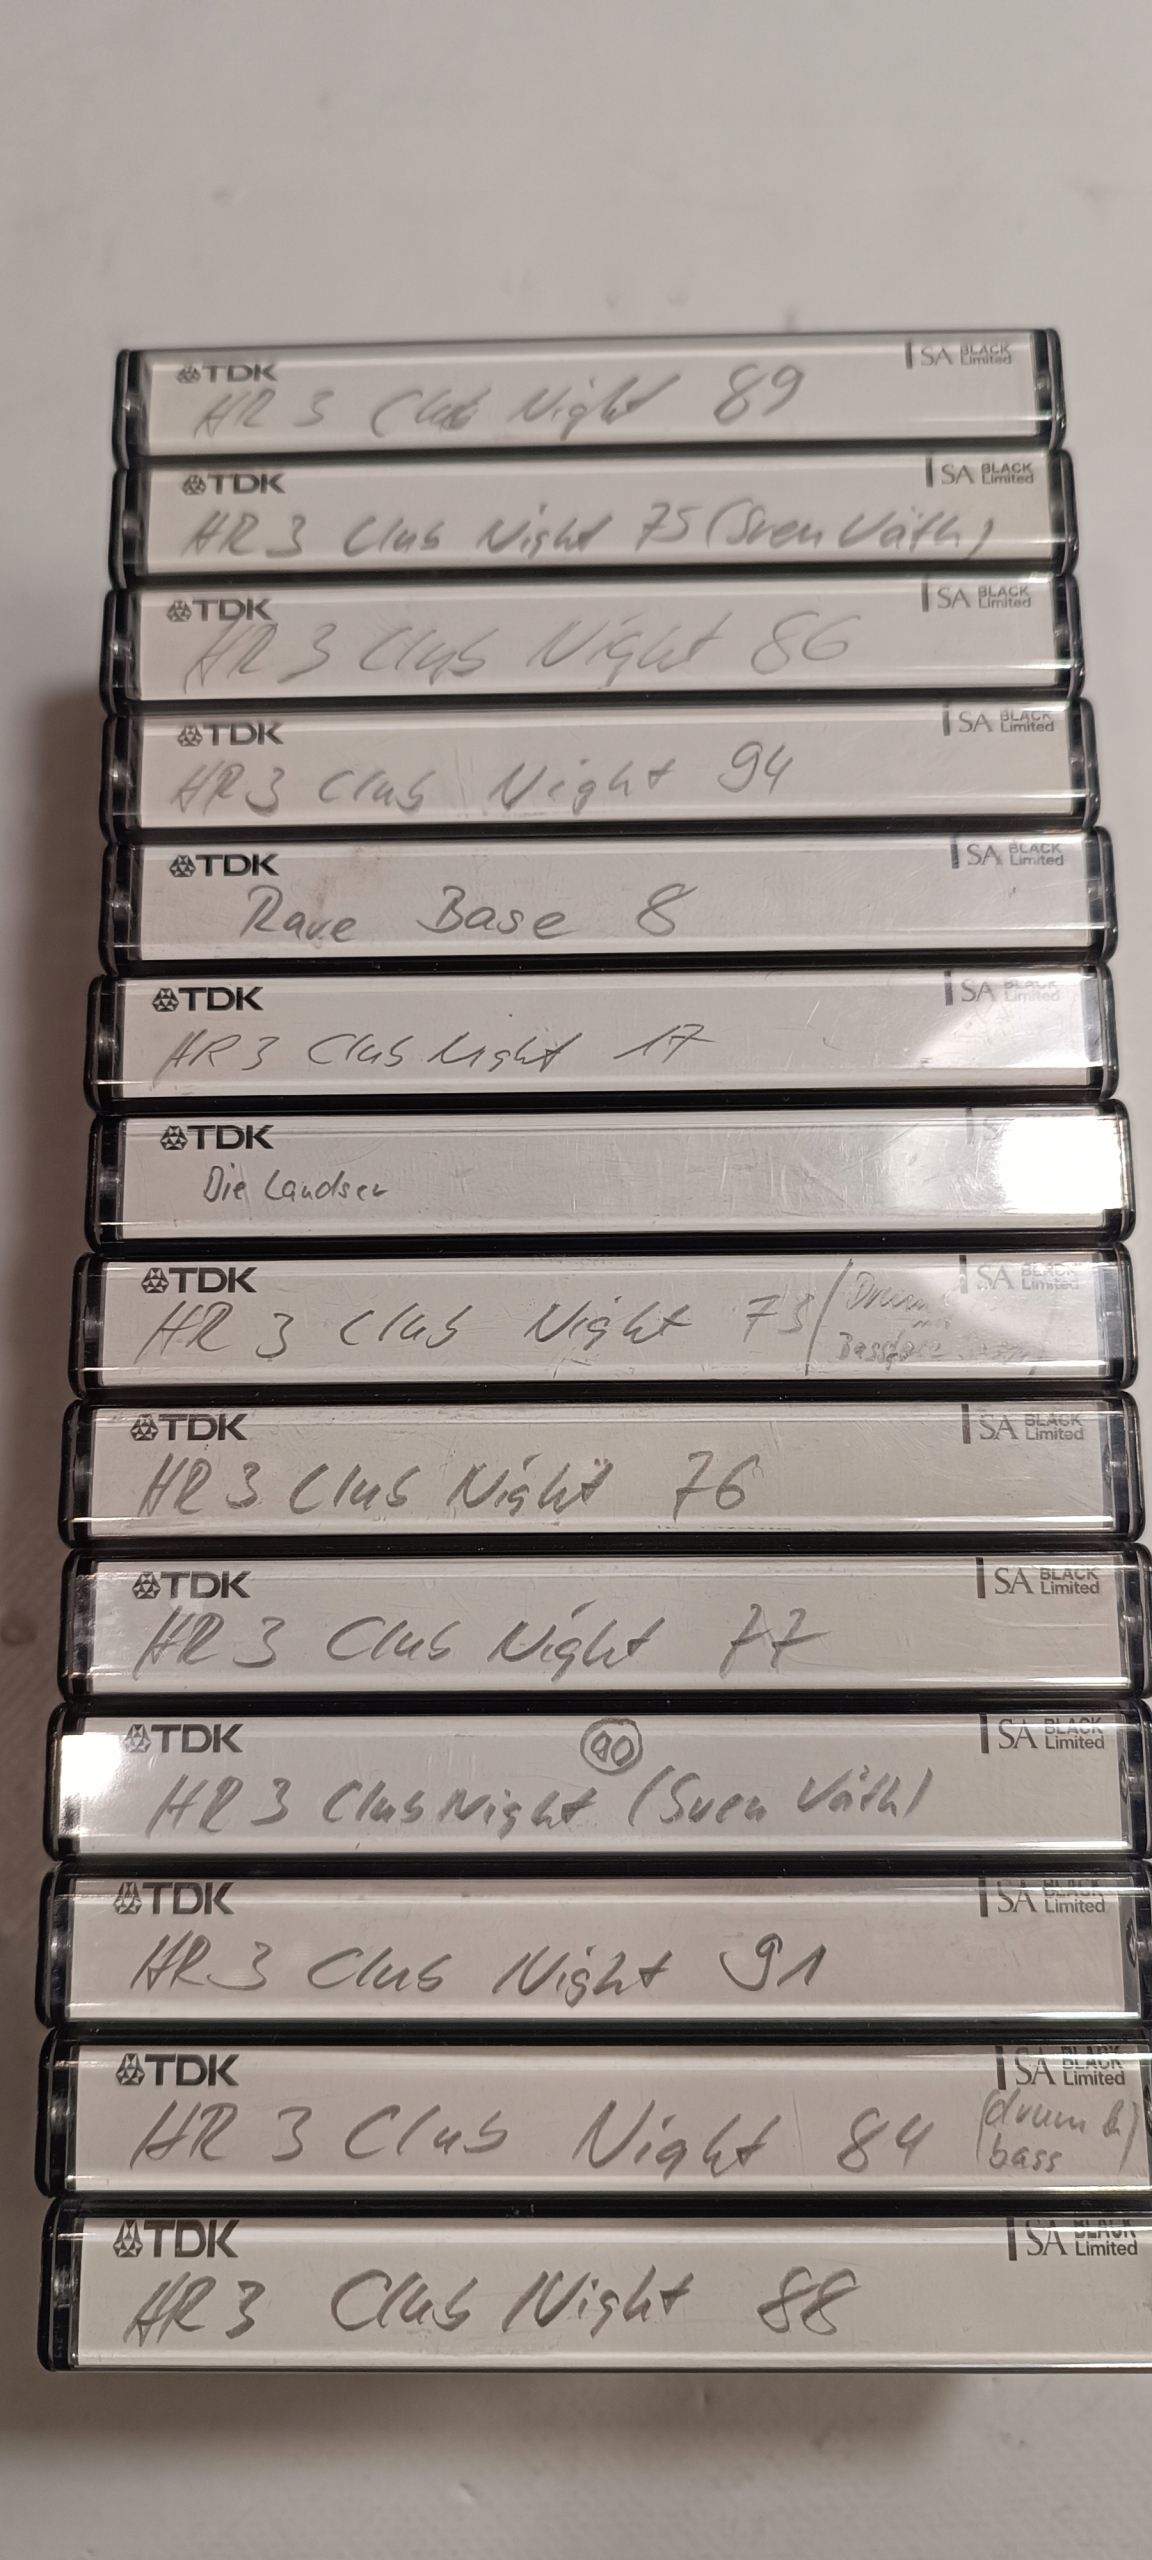 TDK SA BLACK Limited
HR 3 Club Night 89
TDK SA BLACK Limited
HR 3 Club Night 75 (Sven Väth)
TDK SA BLACK Limited
HR 3 Club Night 86
TDK SA BLACK Limited
HR 3 Club Night 94
TDK SA BLACK Limited
Rave Base 8
TDK SA BLACK Limited
HR 3 Club Night 17
TDK
Die Landser
TDK SA BLACK Limited
HR 3 Club Night 73 (Drum
TDK SA BLACK Limited
HR 3 Club Night 76
TDK SA BLACK Limited
HR 3 Club Night 77
TDK 90 SA BLACK Limited
HR 3 Club Night (Sven Väth)
TDK SA BLACK Limited
HR 3 Club Night 91
TDK SA BLACK Limited
HR 3 Club Night 84 (drum &
bass)
TDK SA BLACK Limited
HR 3 Club Night 88